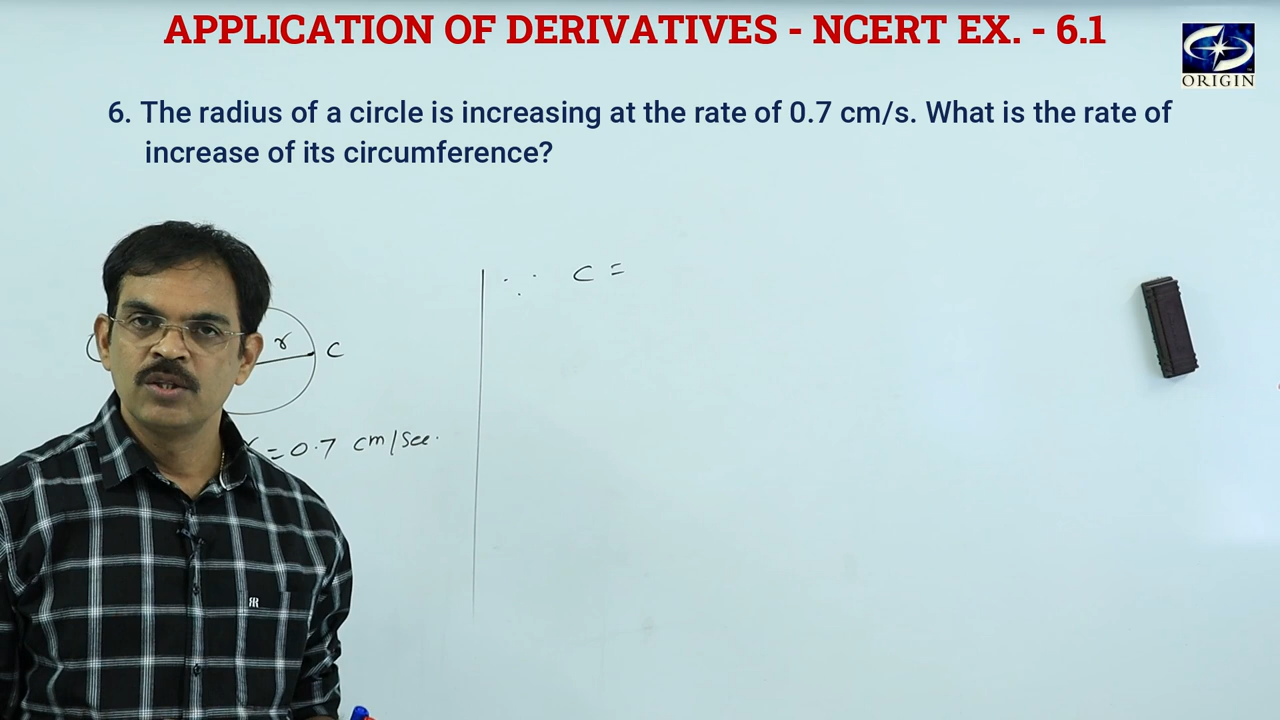 APPLICATION OF DERIVATIVES - NCERT EX. - 6.1
ORIGIN
6. The radius of a circle is increasing at the rate of 0.7 cm/s. What is the rate of
increase of its circumference?
∵ C =
r C
= 0.7 cm/sec.